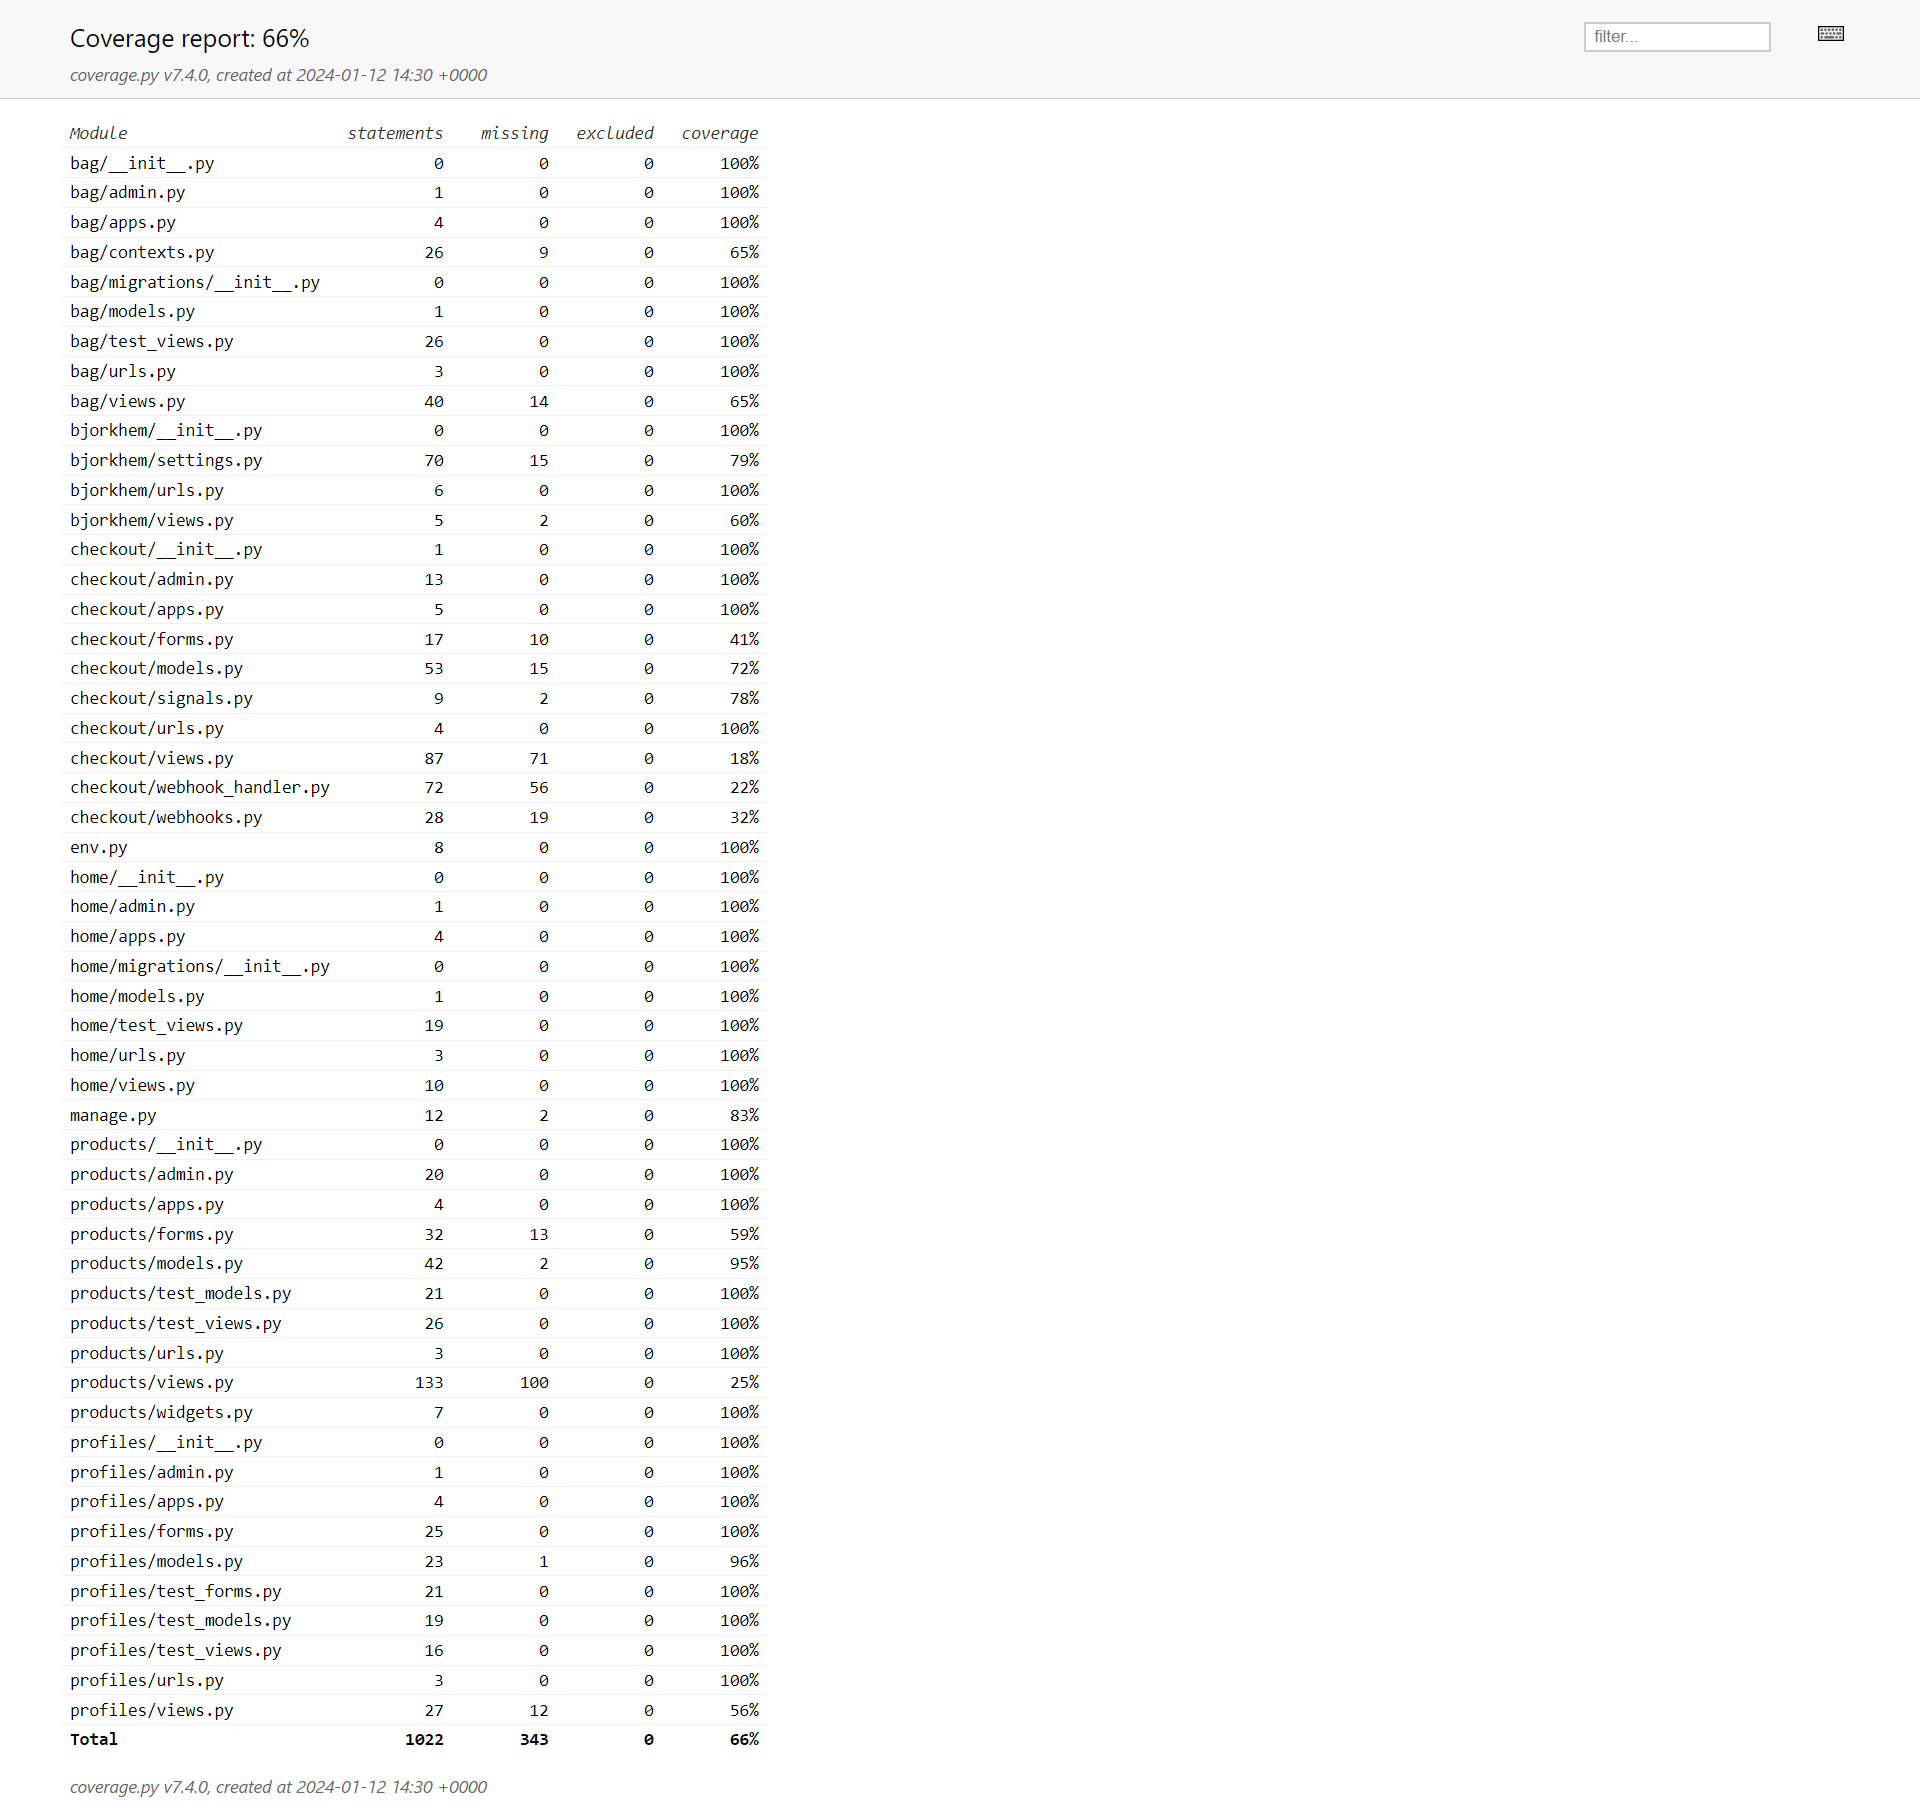 Coverage report: 66%
filter...
coverage.py v7.4.0, created at 2024-01-12 14:30 +0000
Module statements missing excluded coverage
bag/__init__.py 0 0 0 100%
bag/admin.py 1 0 0 100%
bag/apps.py 4 0 0 100%
bag/contexts.py 26 9 0 65%
bag/migrations/__init__.py 0 0 0 100%
bag/models.py 1 0 0 100%
bag/test_views.py 26 0 0 100%
bag/urls.py 3 0 0 100%
bag/views.py 40 14 0 65%
bjorkhem/__init__.py 0 0 0 100%
bjorkhem/settings.py 70 15 0 79%
bjorkhem/urls.py 6 0 0 100%
bjorkhem/views.py 5 2 0 60%
checkout/__init__.py 1 0 0 100%
checkout/admin.py 13 0 0 100%
checkout/apps.py 5 0 0 100%
checkout/forms.py 17 10 0 41%
checkout/models.py 53 15 0 72%
checkout/signals.py 9 2 0 78%
checkout/urls.py 4 0 0 100%
checkout/views.py 87 71 0 18%
checkout/webhook_handler.py 72 56 0 22%
checkout/webhooks.py 28 19 0 32%
env.py 8 0 0 100%
home/__init__.py 0 0 0 100%
home/admin.py 1 0 0 100%
home/apps.py 4 0 0 100%
home/migrations/__init__.py 0 0 0 100%
home/models.py 1 0 0 100%
home/test_views.py 19 0 0 100%
home/urls.py 3 0 0 100%
home/views.py 10 0 0 100%
manage.py 12 2 0 83%
products/__init__.py 0 0 0 100%
products/admin.py 20 0 0 100%
products/apps.py 4 0 0 100%
products/forms.py 32 13 0 59%
products/models.py 42 2 0 95%
products/test_models.py 21 0 0 100%
products/test_views.py 26 0 0 100%
products/urls.py 3 0 0 100%
products/views.py 133 100 0 25%
products/widgets.py 7 0 0 100%
profiles/__init__.py 0 0 0 100%
profiles/admin.py 1 0 0 100%
profiles/apps.py 4 0 0 100%
profiles/forms.py 25 0 0 100%
profiles/models.py 23 1 0 96%
profiles/test_forms.py 21 0 0 100%
profiles/test_models.py 19 0 0 100%
profiles/test_views.py 16 0 0 100%
profiles/urls.py 3 0 0 100%
profiles/views.py 27 12 0 56%
Total 1022 343 0 66%
coverage.py v7.4.0, created at 2024-01-12 14:30 +0000